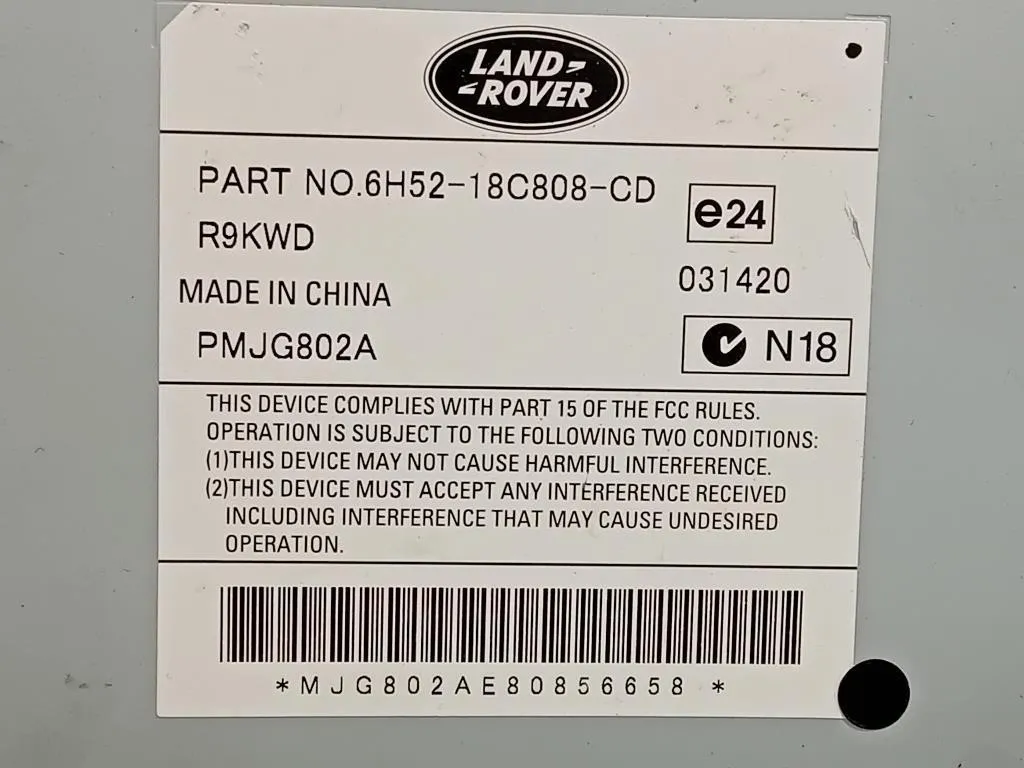 LAND
ROVER
PART NO.6H52-18C808-CD
R9KWD
e24
MADE IN CHINA
031420
PMJG802A
N18
THIS DEVICE COMPLIES WITH PART 15 OF THE FCC RULES.
OPERATION IS SUBJECT TO THE FOLLOWING TWO CONDITIONS:
(1)THIS DEVICE MAY NOT CAUSE HARMFUL INTERFERENCE.
(2)THIS DEVICE MUST ACCEPT ANY INTERFERENCE RECEIVED
INCLUDING INTERFERENCE THAT MAY CAUSE UNDESIRED
OPERATION.
*MJG802AE80856658*